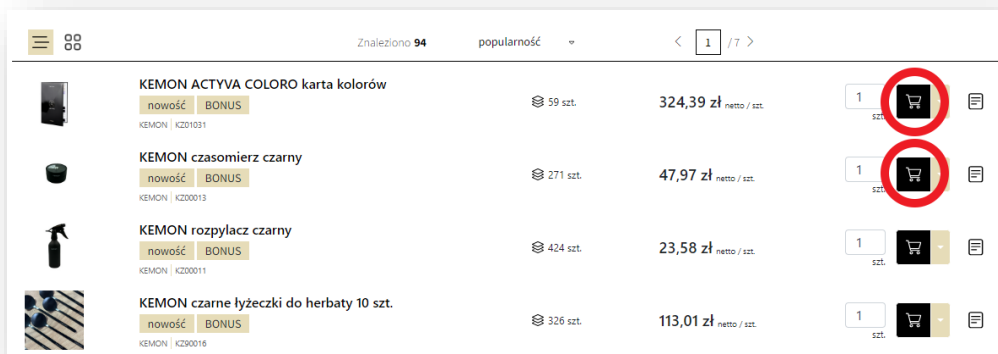 Znaleziono 94 popularność 1 / 7
KEMON ACTYVA COLORO karta kolorów
nowość BONUS
KEMON KZ01031
59 szt.
324,39 zł netto / szt.
1
szt.
KEMON czasomierz czarny
nowość BONUS
KEMON KZ00013
271 szt.
47,97 zł netto / szt.
1
szt.
KEMON rozpylacz czarny
nowość BONUS
KEMON KZ00011
424 szt.
23,58 zł netto / szt.
1
szt.
KEMON czarne łyżeczki do herbaty 10 szt.
nowość BONUS
KEMON KZ90016
326 szt.
113,01 zł netto / szt.
1
szt.